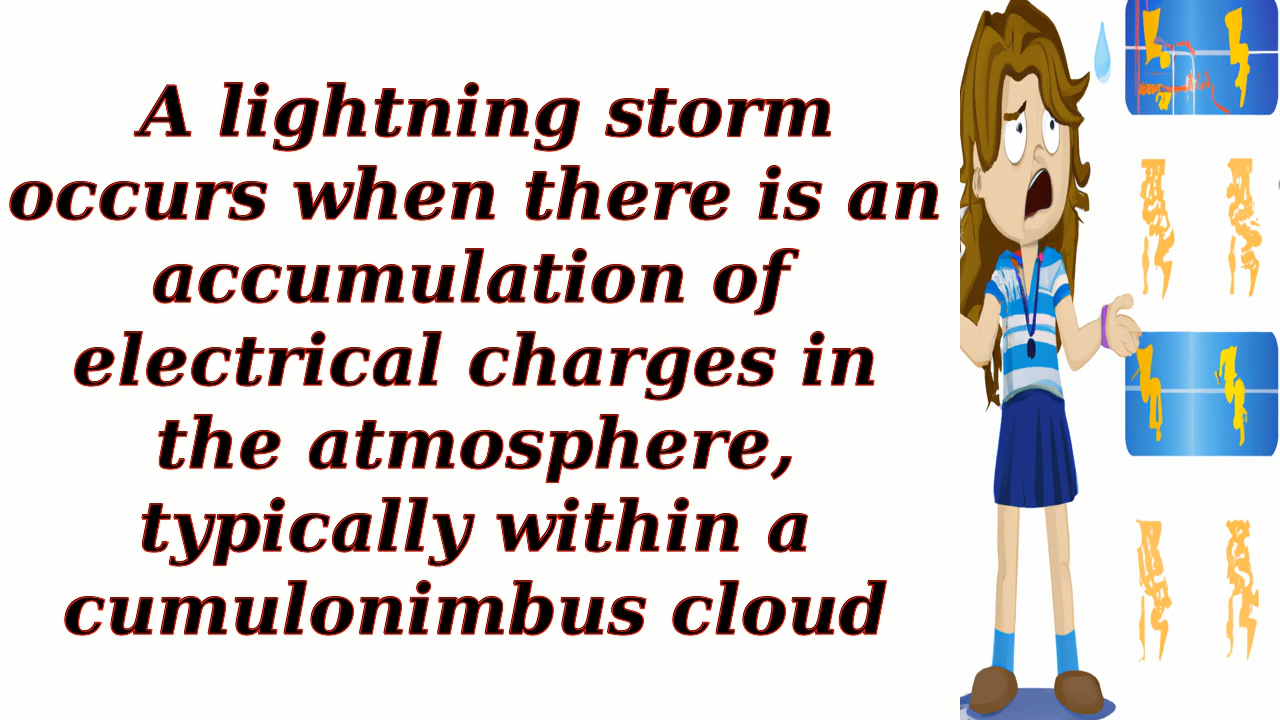 A lightning storm
occurs when there is an
accumulation of
electrical charges in
the atmosphere,
typically within a
cumulonimbus cloud